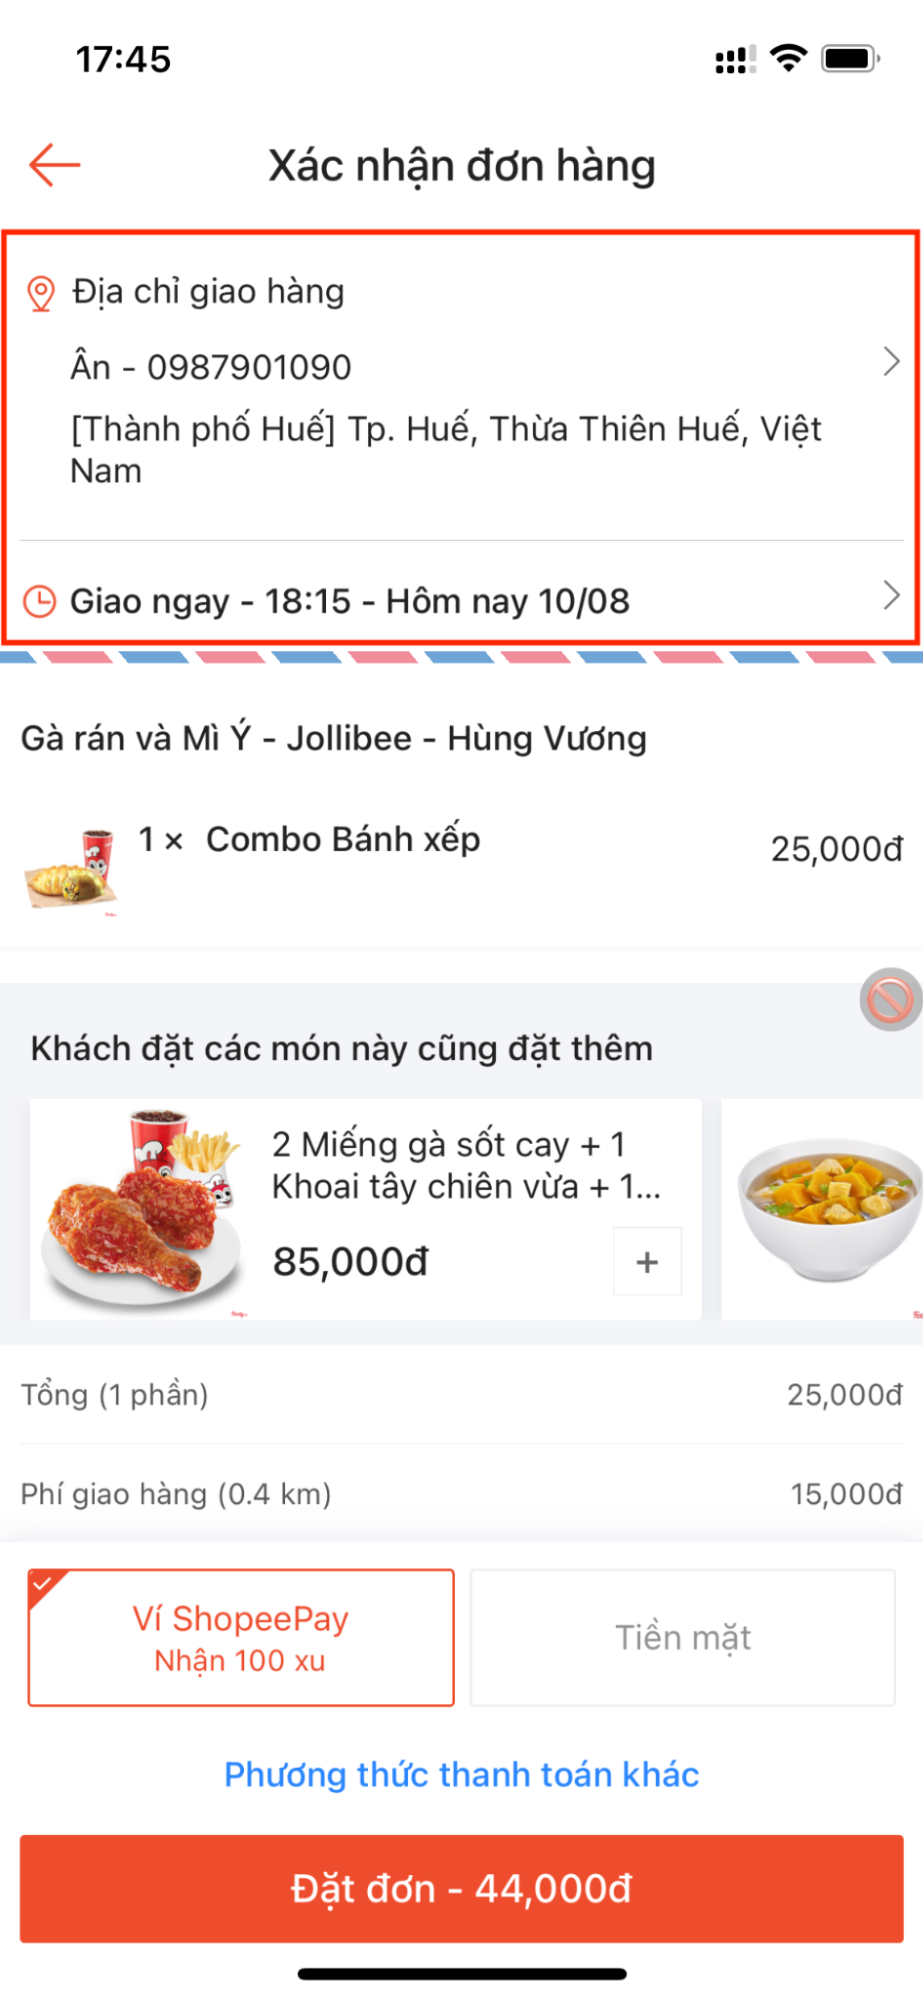 17:45
Xác nhận đơn hàng
Địa chỉ giao hàng
Ân - 0987901090
[Thành phố Huế] Tp. Huế, Thừa Thiên Huế, Việt
Nam
Giao ngay - 18:15 - Hôm nay 10/08
Gà rán và Mì Ý - Jollibee - Hùng Vương
1 × Combo Bánh xếp
25,000đ
Khách đặt các món này cũng đặt thêm
2 Miếng gà sốt cay + 1
Khoai tây chiên vừa + 1...
85,000đ
+
Tổng (1 phần)
25,000đ
Phí giao hàng (0.4 km)
15,000đ
Ví ShopeePay
Nhận 100 xu
Tiền mặt
Phương thức thanh toán khác
Đặt đơn - 44,000đ